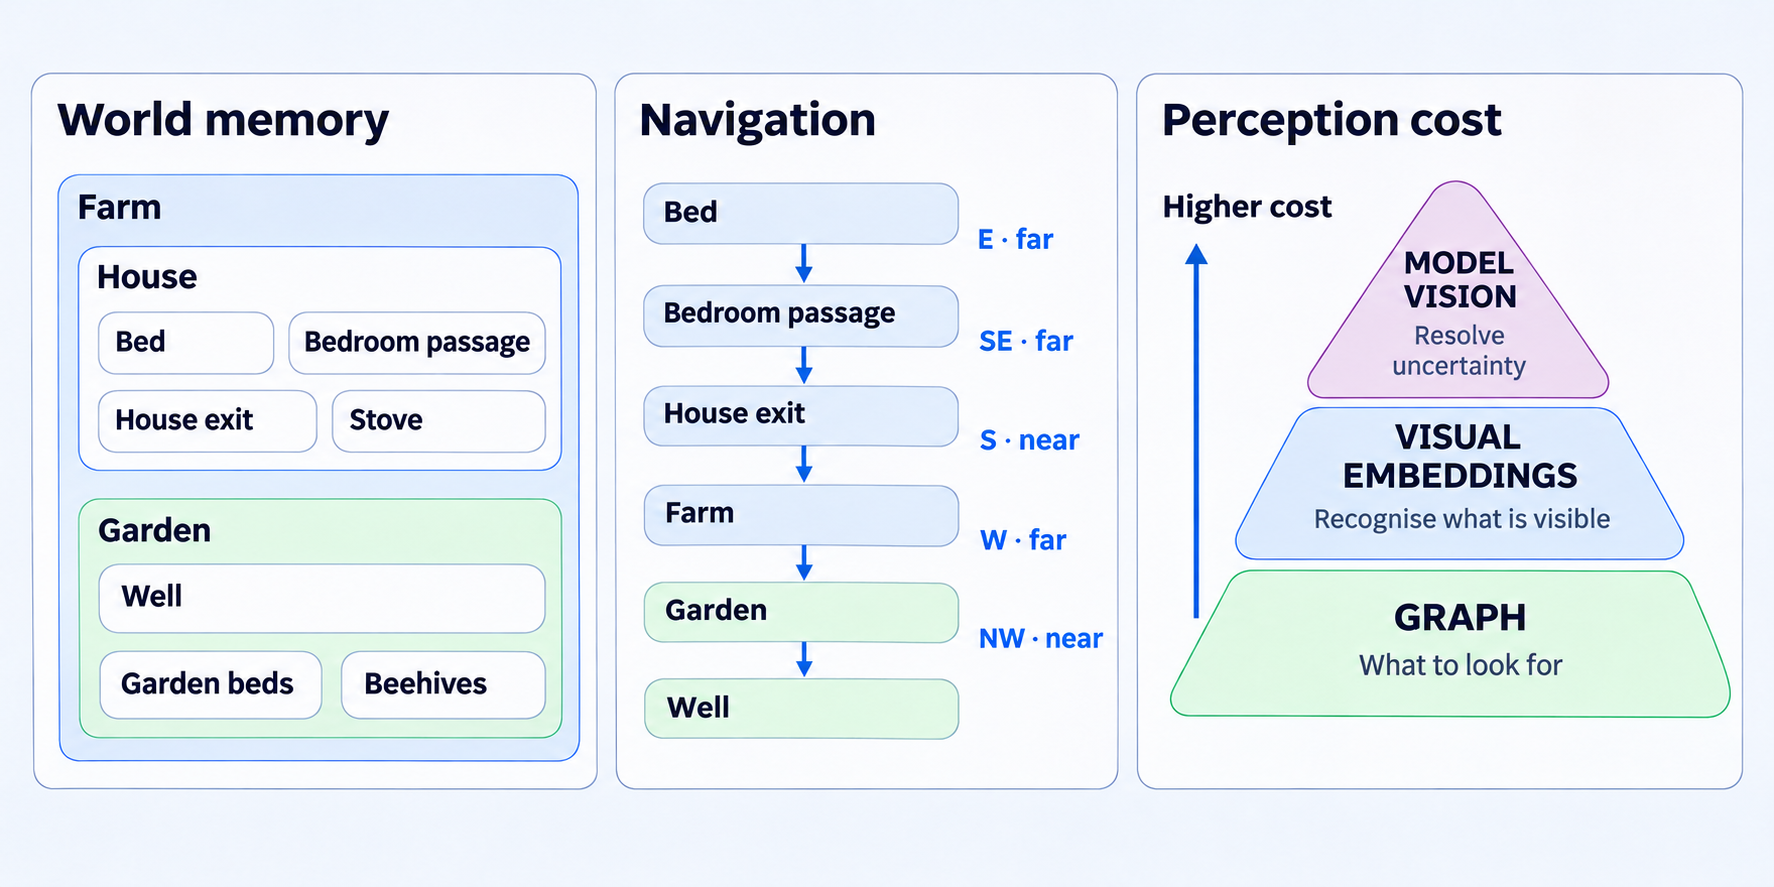 World memory
Farm
House
Bed
Bedroom passage
House exit
Stove
Garden
Well
Garden beds
Beehives
Navigation
Bed
E · far
Bedroom passage
SE · far
House exit
S · near
Farm
W · far
Garden
NW · near
Well
Perception cost
Higher cost
MODEL
VISION
Resolve
uncertainty
VISUAL
EMBEDDINGS
Recognise what is visible
GRAPH
What to look for